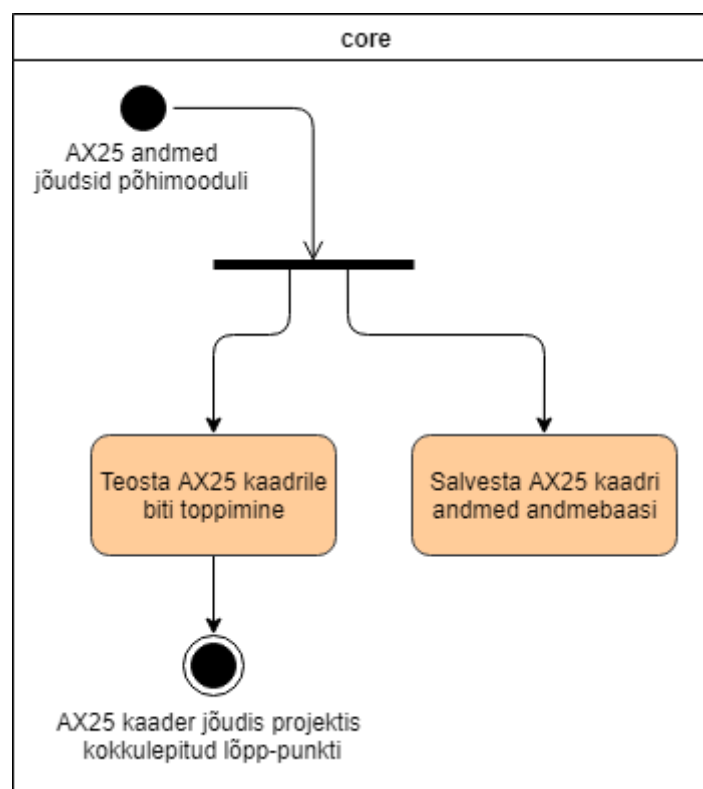 core
AX25 andmed
jõudsid põhimooduli
Teosta AX25 kaadrile
biti toppimine
Salvesta AX25 kaadri
andmed andmebaasi
AX25 kaader jõudis projektis
kokkulepitud lõpp-punkti